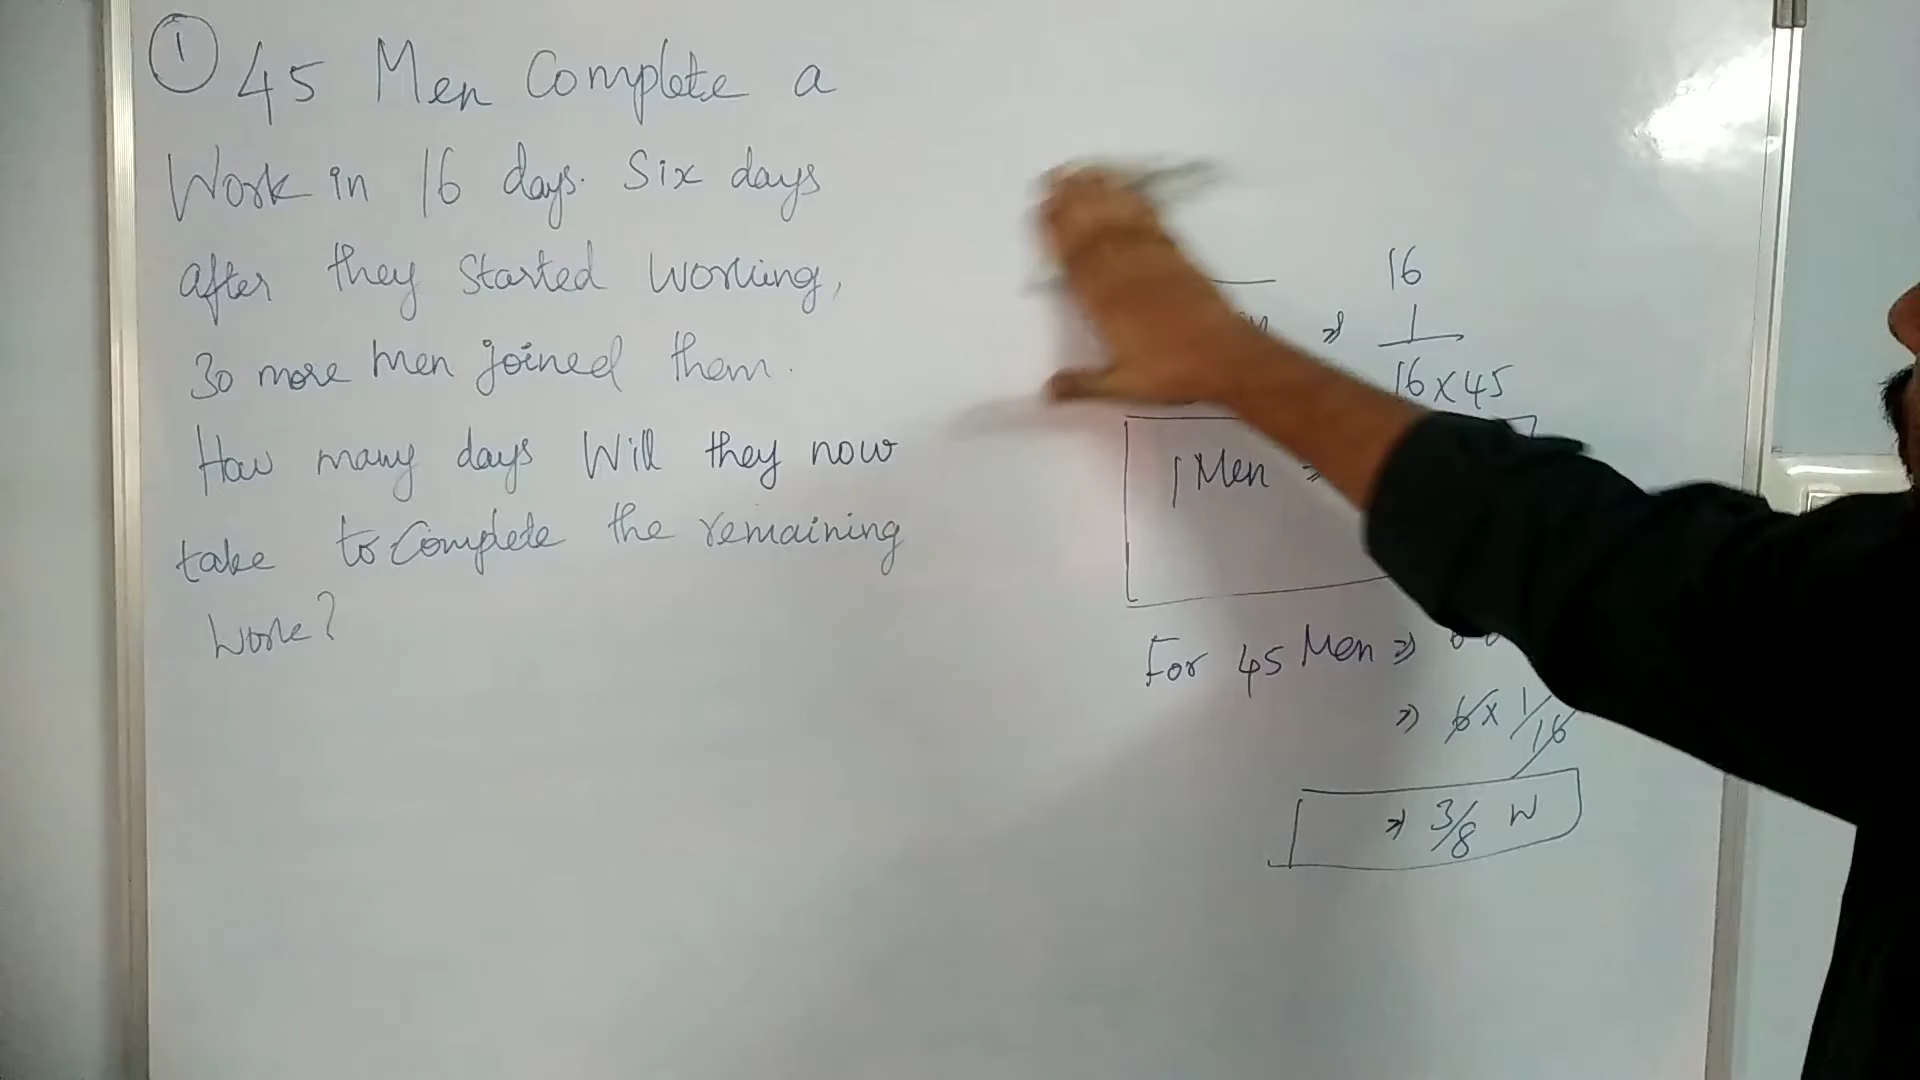 ① 45 Men Complete a
Work in 16 days. Six days
after they started working,
30 more men joined them.
How many days will they now
take to complete the remaining
work?
16
⇒ 1
16 x 45
1 Men ⇒
For 45 Men ⇒
⇒ 6 x 1/16
⇒ 3/8 W